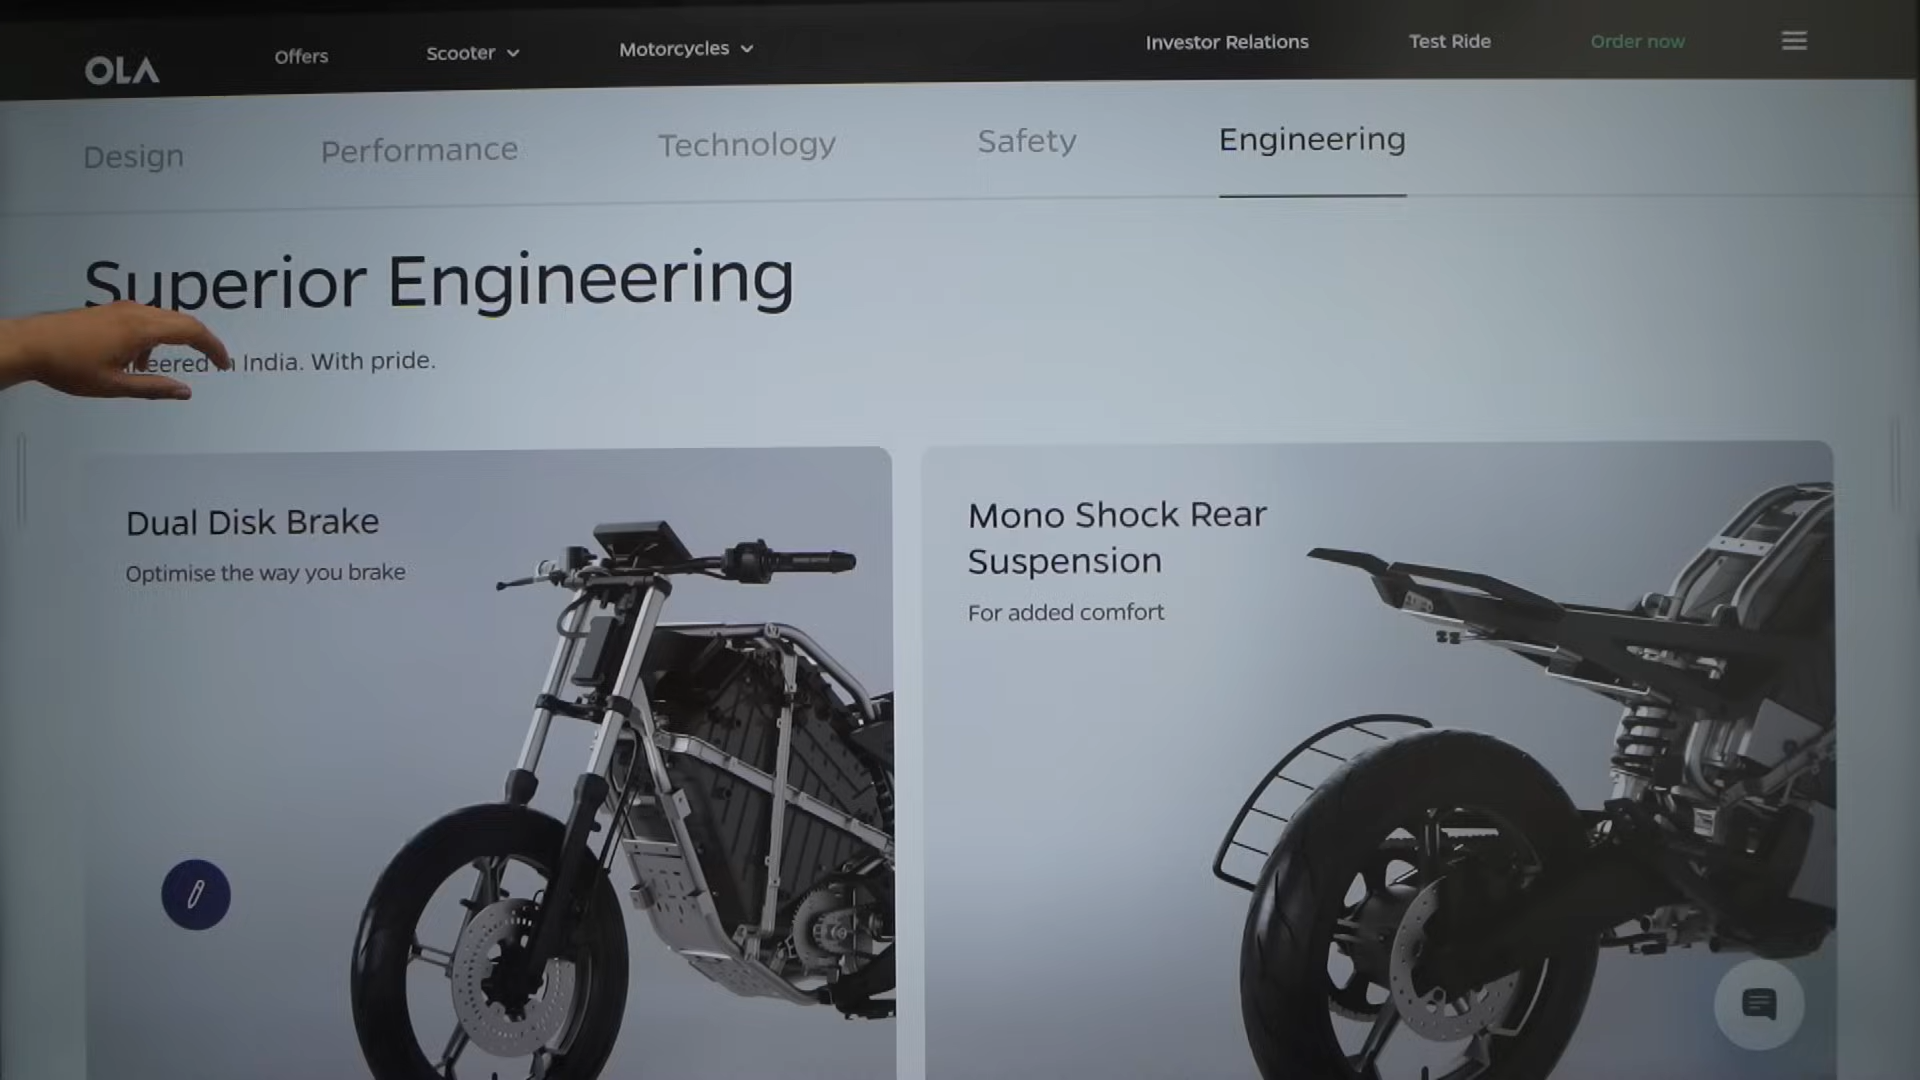 OLA
Offers
Scooter
Motorcycles
Investor Relations
Test Ride
Order now
Design
Performance
Technology
Safety
Engineering
Superior Engineering
India. With pride.
Dual Disk Brake
Optimise the way you brake
Mono Shock Rear
Suspension
For added comfort